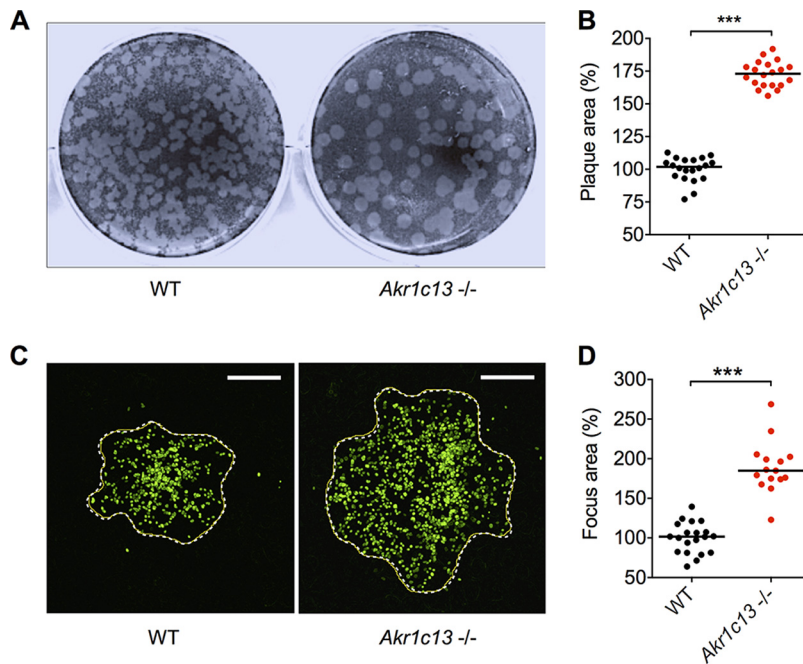 A
WT
Akr1c13 -/-
B
***
Plaque area (%)
200
175
150
125
100
75
50
WT
Akr1c13 -/-
C
WT
Akr1c13 -/-
D
***
Focus area (%)
300
250
200
150
100
50
WT
Akr1c13 -/-